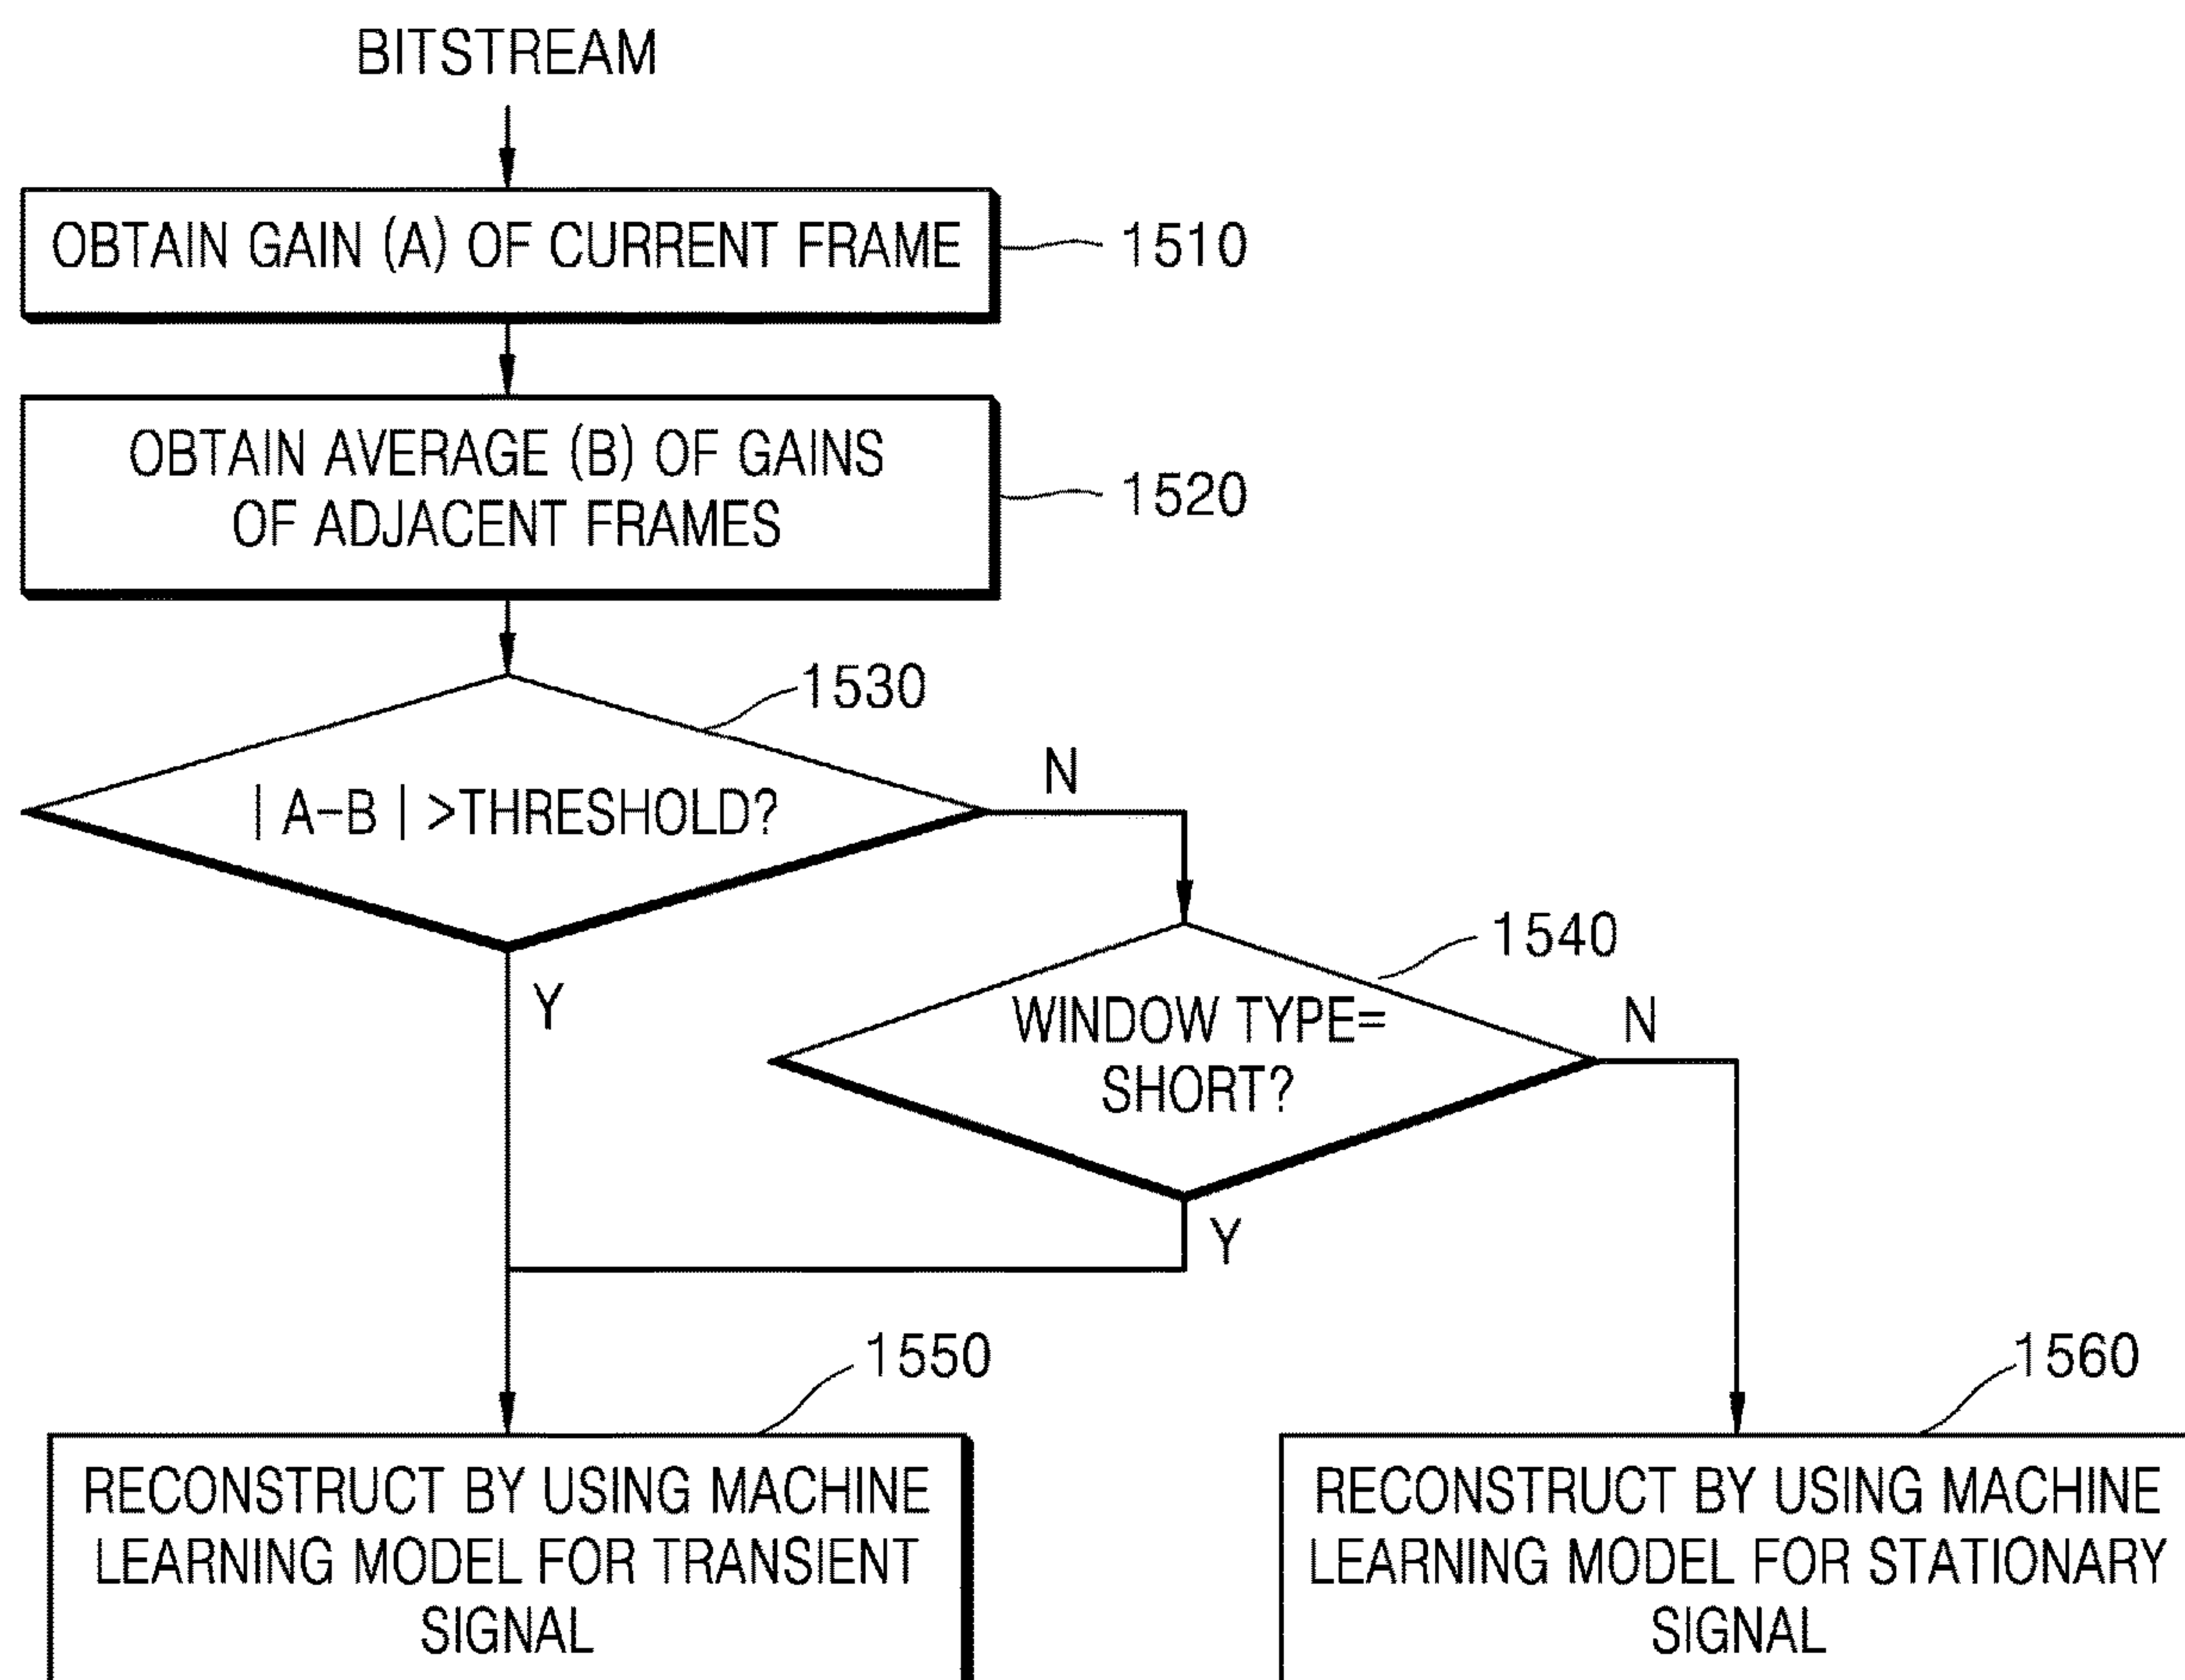 BITSTREAM
OBTAIN GAIN (A) OF CURRENT FRAME
1510
OBTAIN AVERAGE (B) OF GAINS
OF ADJACENT FRAMES
1520
1530
| A-B | >THRESHOLD?
N
Y
1540
WINDOW TYPE=
SHORT?
N
Y
1550
RECONSTRUCT BY USING MACHINE
LEARNING MODEL FOR TRANSIENT
SIGNAL
1560
RECONSTRUCT BY USING MACHINE
LEARNING MODEL FOR STATIONARY
SIGNAL